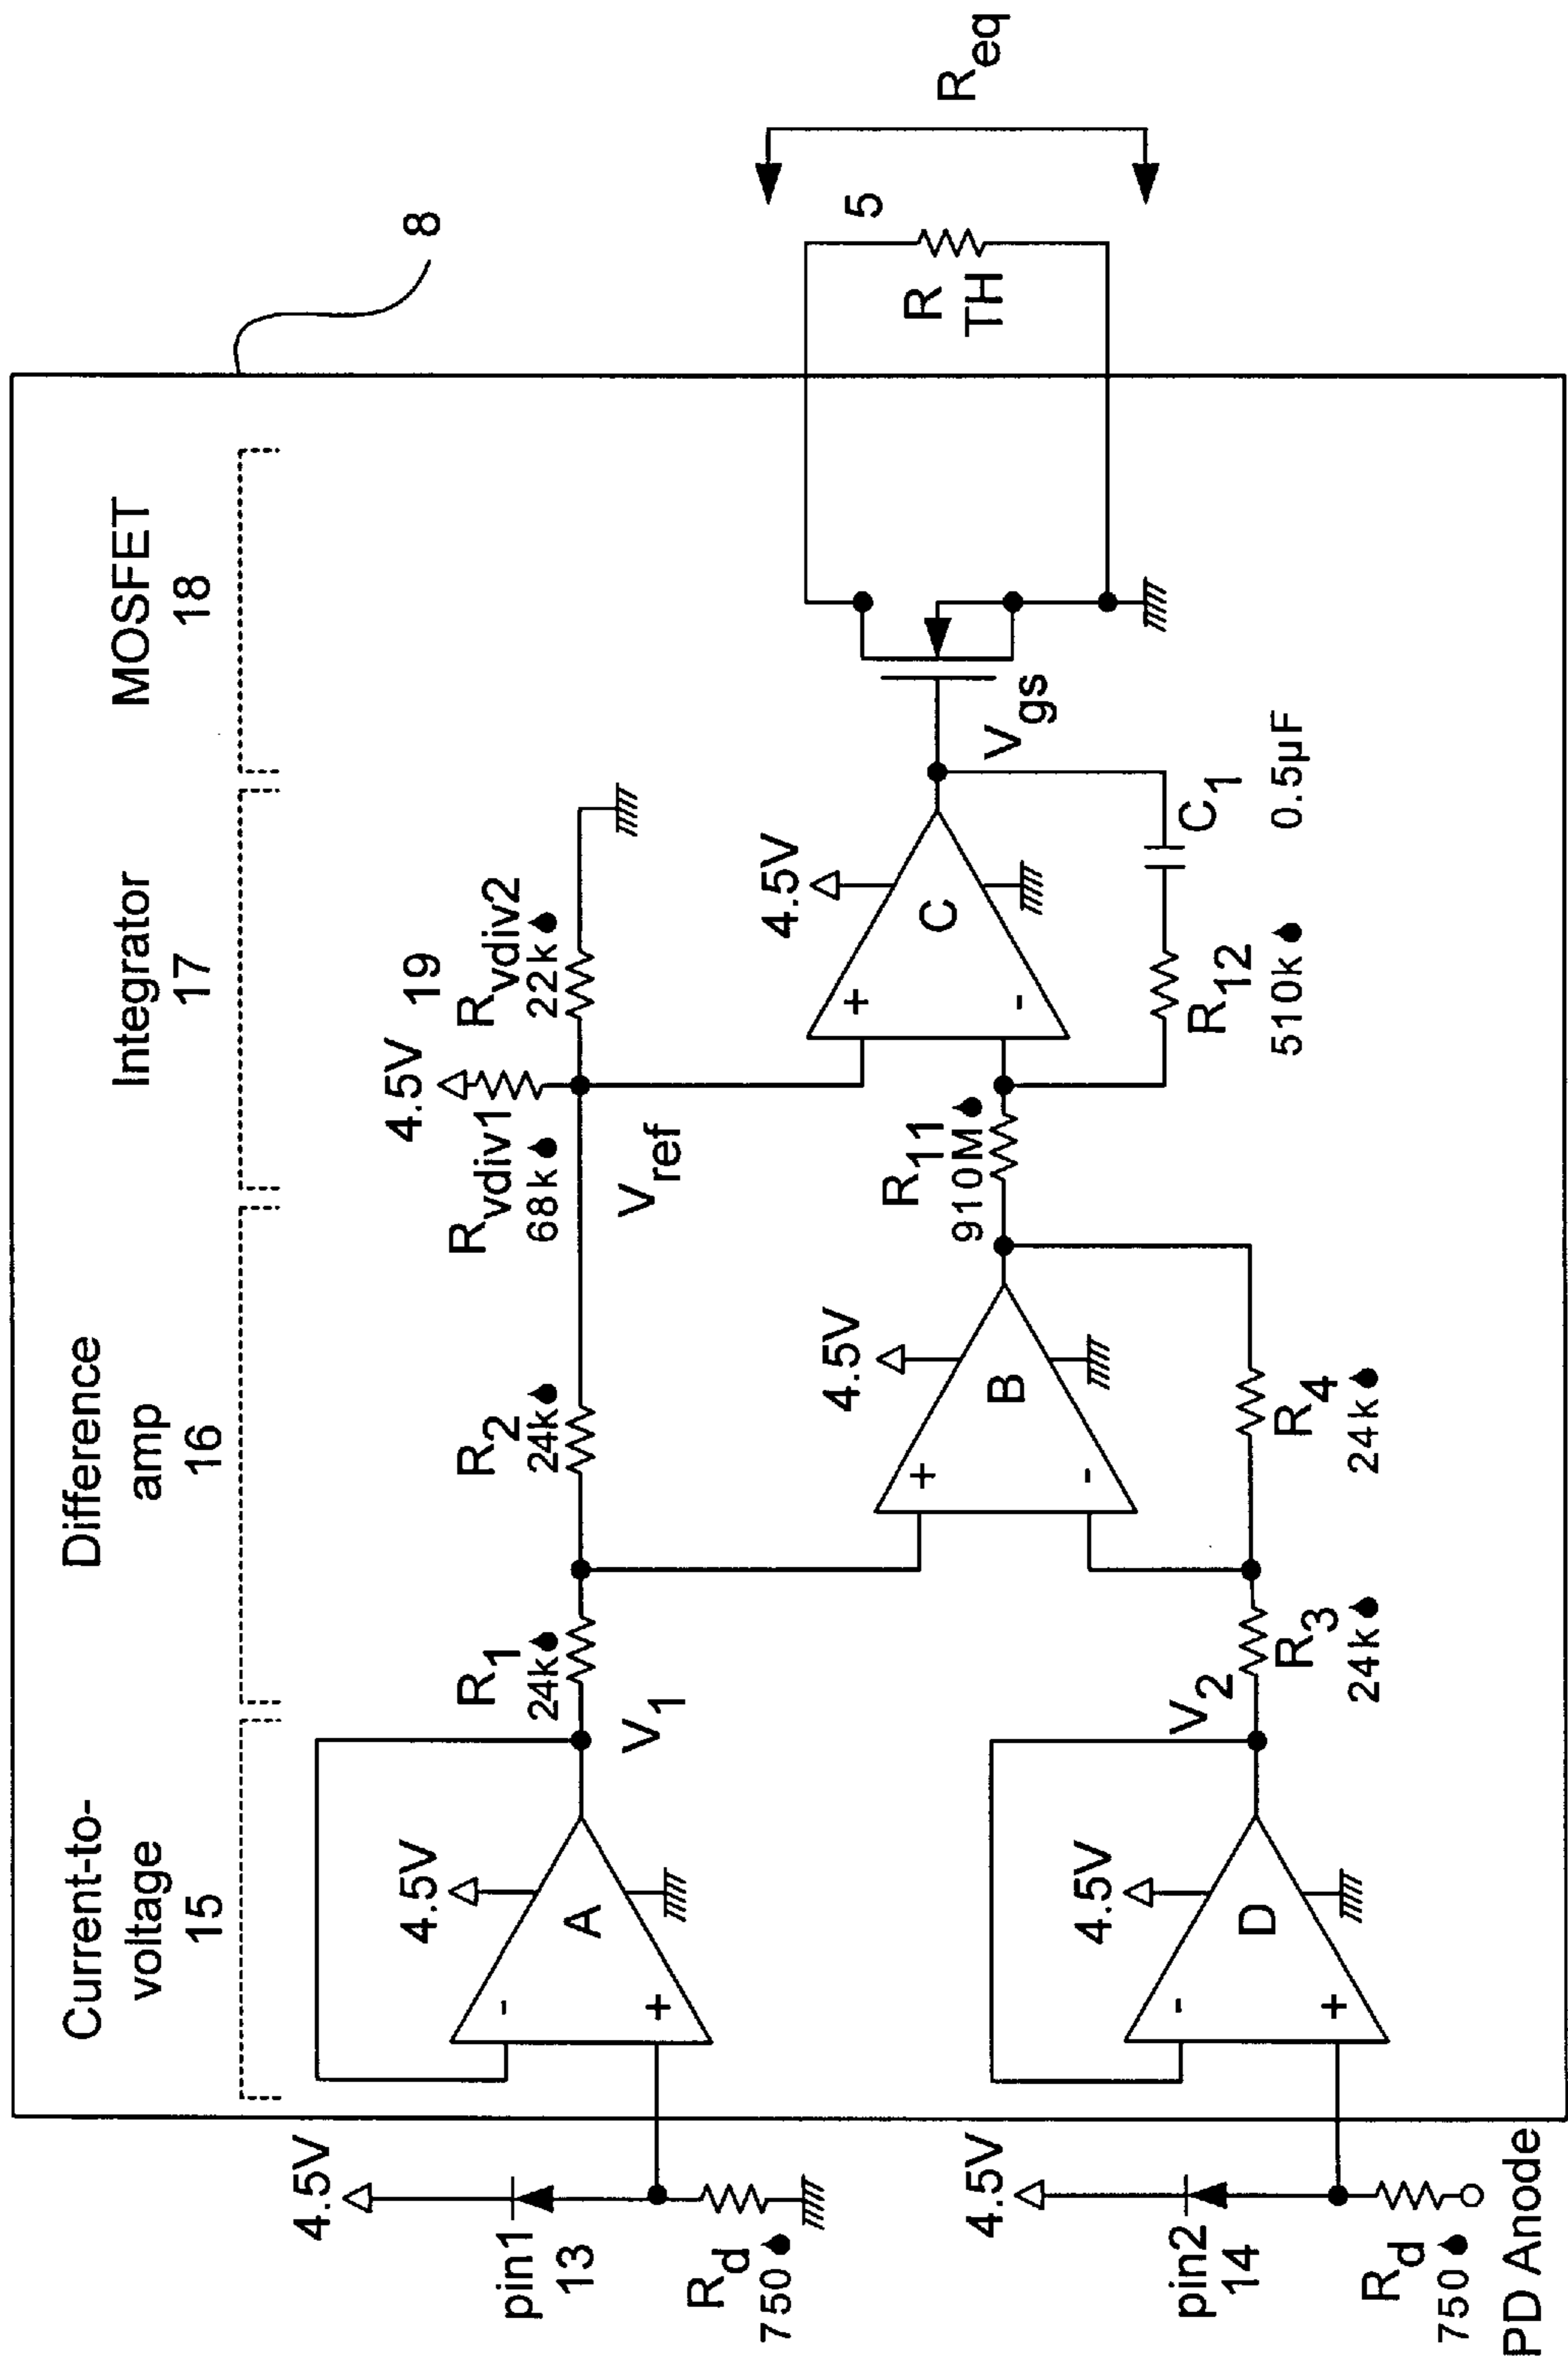 Current-to-
voltage
15
Difference
amp
16
Integrator
17
MOSFET
18
8
4.5V
pin1
13
Rd
750
4.5V
A
-
+
V1
R1
24k
R2
24k
Vref
4.5V
19
Rvdiv1
68k
Rvdiv2
22k
4.5V
B
+
-
R11
910M
4.5V
C
+
-
Vgs
R12
510k
C1
0.5µF
R
TH
5
Req
4.5V
pin2
14
Rd
750
PD Anode
4.5V
D
-
+
V2
R3
24k
R4
24k